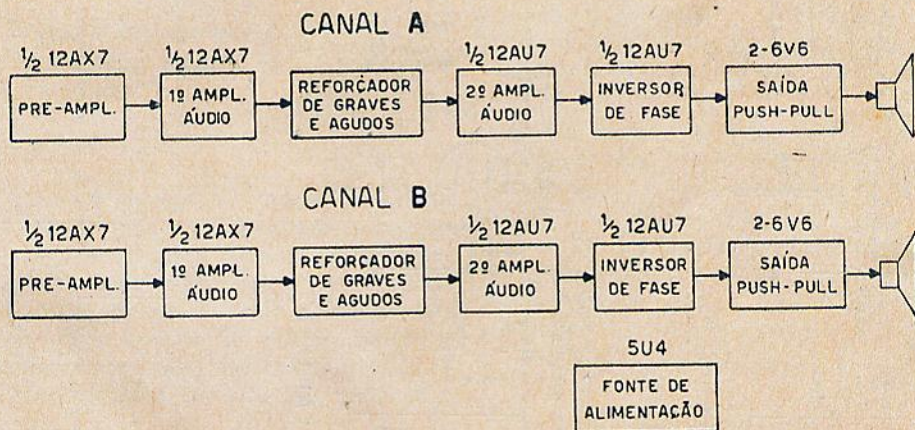 CANAL A
½ 12AX7
½ 12AX7
½ 12AU7
½ 12AU7
2-6V6
PRE-AMPL.
1º AMPL.
ÁUDIO
REFORÇADOR
DE GRAVES
E AGUDOS
2º AMPL.
ÁUDIO
INVERSOR
DE FASE
SAÍDA
PUSH-PULL
CANAL B
½ 12AX7
½ 12AX7
½ 12AU7
½ 12AU7
2-6V6
PRE-AMPL.
1º AMPL.
ÁUDIO
REFORÇADOR
DE GRAVES
E AGUDOS
2º AMPL.
ÁUDIO
INVERSOR
DE FASE
SAÍDA
PUSH-PULL
5U4
FONTE DE
ALIMENTAÇÃO